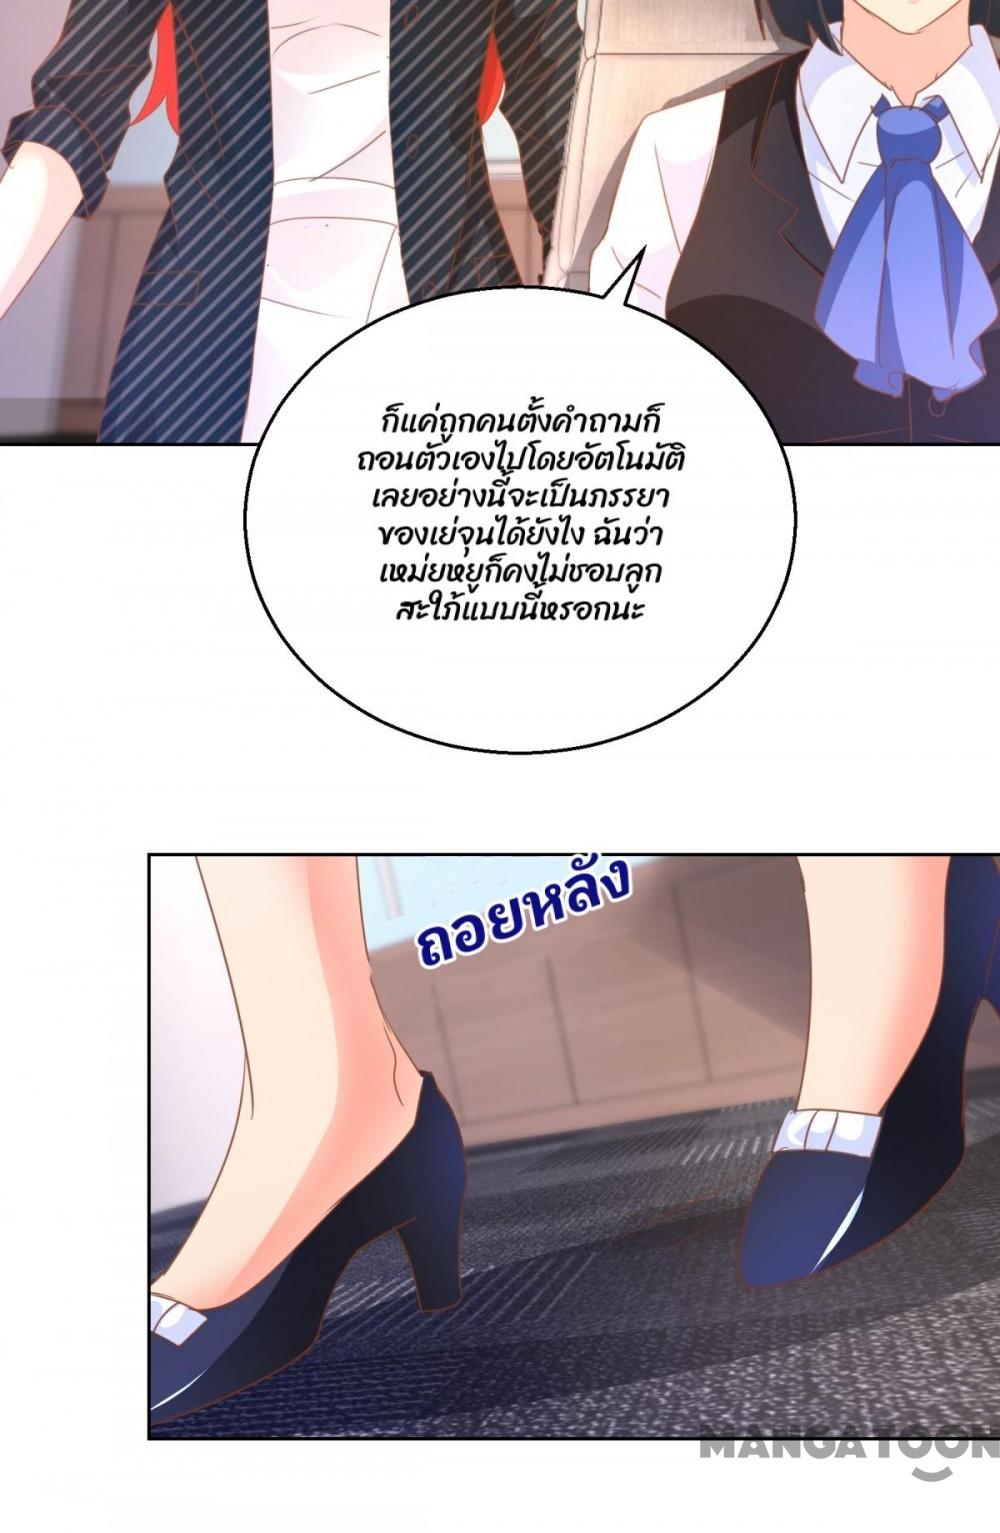 ก็แค่ถูกคนตั้งคำถามก็
ถอนตัวเองไปโดยอัตโนมัติ
เลยอย่างนี้จะเป็นภรรยา
ของเย่จุนได้ยังไง ฉันว่า
เหม่ยหยูก็คงไม่ชอบลูก
สะใภ้แบบนี้หรอกนะ
ถอยหลัง
MANGATOON